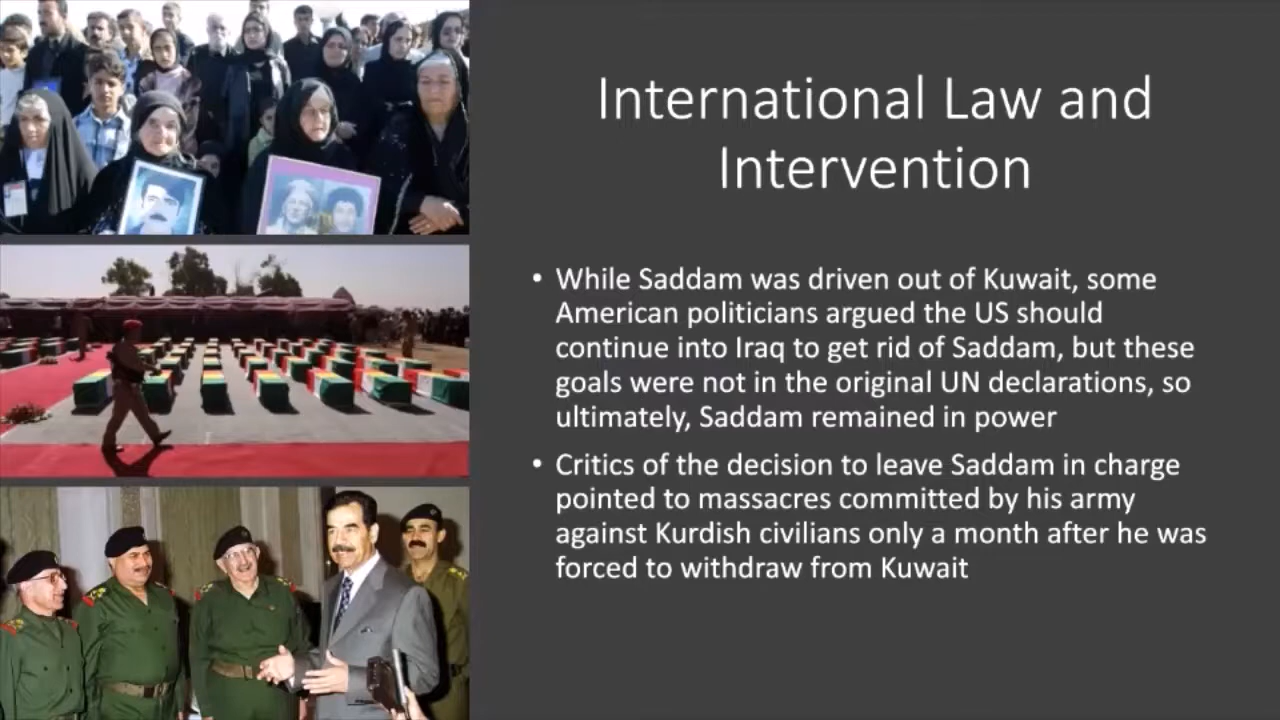 International Law and
Intervention
• While Saddam was driven out of Kuwait, some
American politicians argued the US should
continue into Iraq to get rid of Saddam, but these
goals were not in the original UN declarations, so
ultimately, Saddam remained in power
• Critics of the decision to leave Saddam in charge
pointed to massacres committed by his army
against Kurdish civilians only a month after he was
forced to withdraw from Kuwait